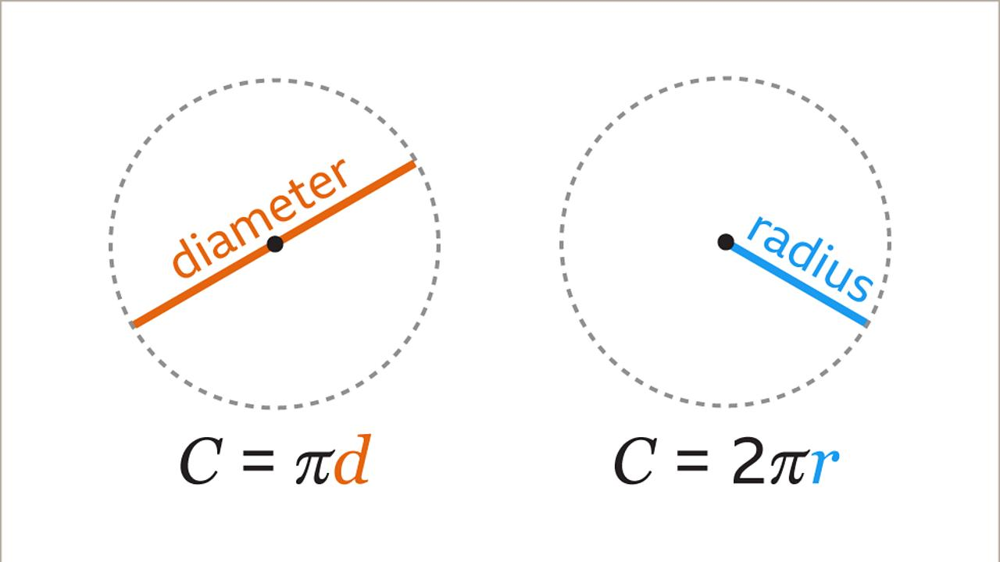 diameter
radius
C = πd
C = 2πr